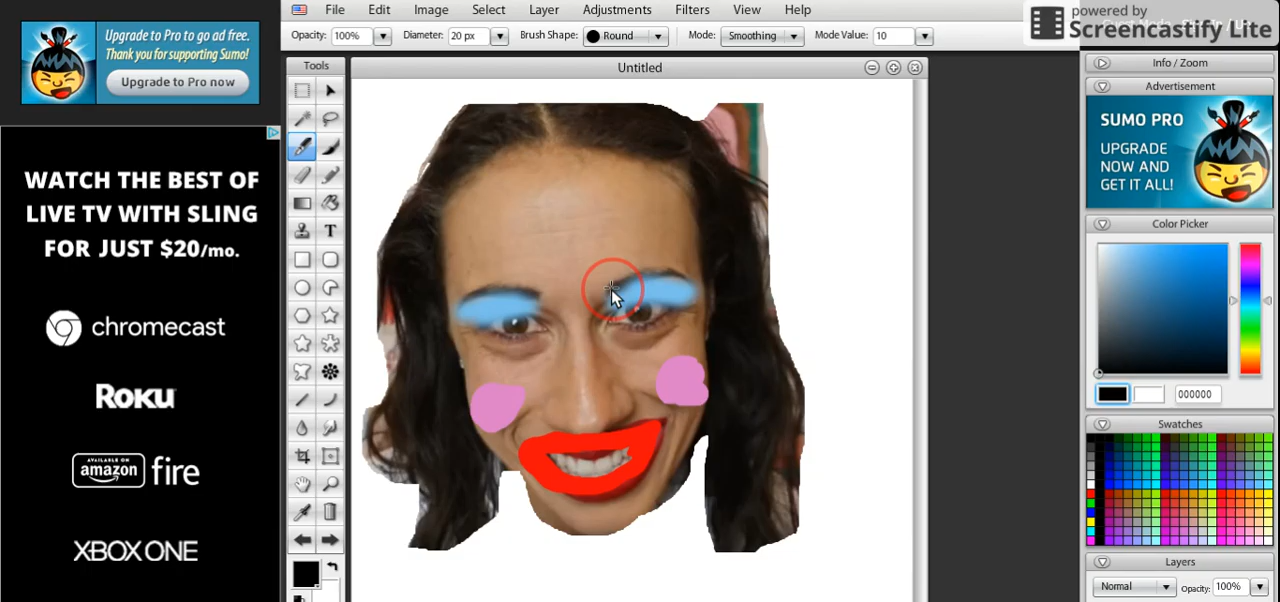 File Edit Image Select Layer Adjustments Filters View Help
powered by
Screencastify Lite
Opacity: 100% Diameter: 20 px Brush Shape: Round Mode: Smoothing Mode Value: 10
Upgrade to Pro to go ad free.
Thank you for supporting Sumo!
Upgrade to Pro now
Tools
Untitled
Info / Zoom
Advertisement
SUMO PRO
UPGRADE
NOW AND
GET IT ALL!
WATCH THE BEST OF
LIVE TV WITH SLING
FOR JUST $20/mo.
chromecast
ROKU
AVAILABLE ON
amazon fire
XBOX ONE
T
Color Picker
000000
Swatches
Layers
Normal Opacity: 100%